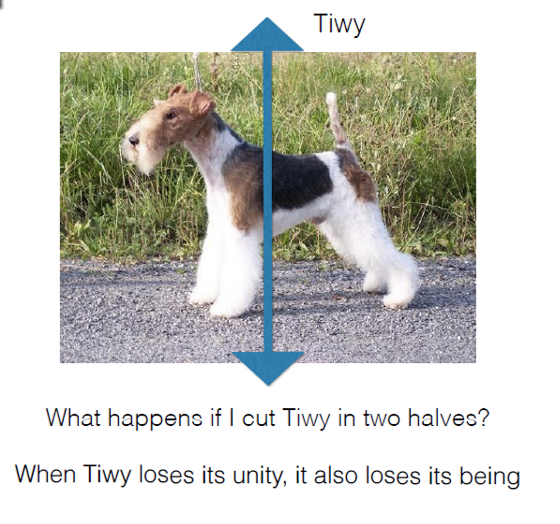 Tiwy
What happens if I cut Tiwy in two halves?
When Tiwy loses its unity, it also loses its being